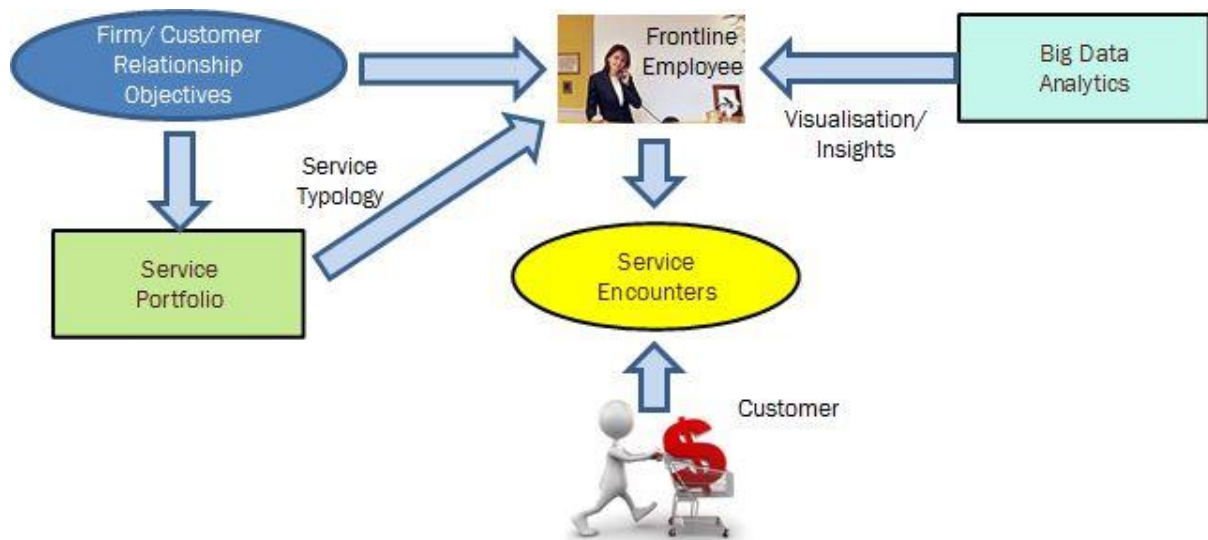 Firm/ Customer
Relationship
Objectives
Frontline
Employee
Big Data
Analytics
Visualisation/
Insights
Service
Typology
Service
Portfolio
Service
Encounters
Customer
$